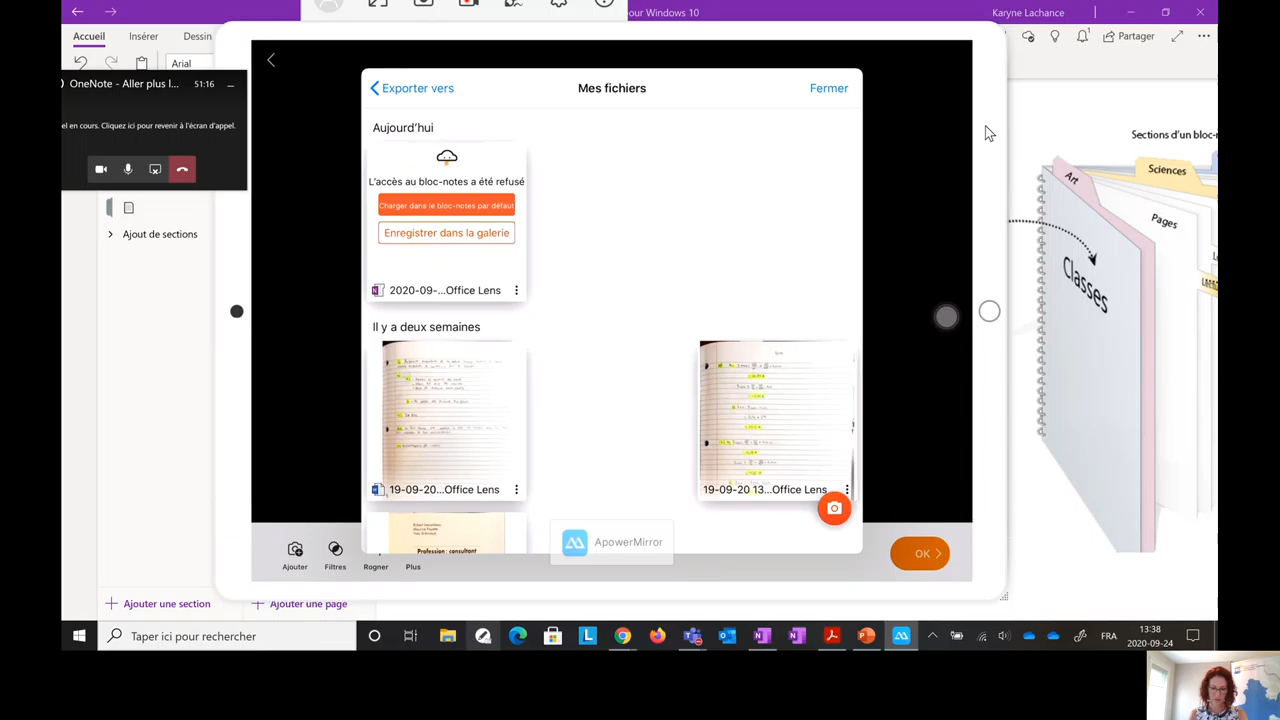 pour Windows 10
Karyne Lachance
Accueil
Insérer
Dessin
Partager
Arial
OneNote - Aller plus l...
51:16
el en cours. Cliquez ici pour revenir à l'écran d'appel.
Ajout de sections
Exporter vers
Mes fichiers
Fermer
Aujourd'hui
L'accès au bloc-notes a été refusé
Charger dans le bloc-notes par défaut
Enregistrer dans la galerie
2020-09-...Office Lens
Il y a deux semaines
19-09-20...Office Lens
19-09-20 13...Office Lens
Profession : consultant
ApowerMirror
Ajouter
Filtres
Rogner
Plus
OK
Sections d'un bloc-n
Art
Sciences
Pages
Classes
Ajouter une section
Ajouter une page
Taper ici pour rechercher
FRA
13:38
2020-09-24